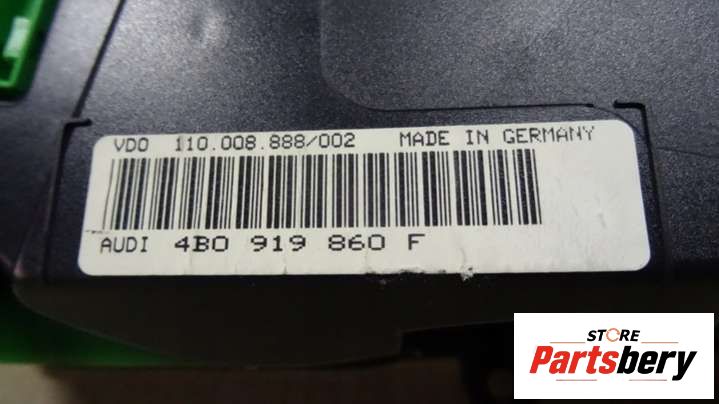 VDO 110.008.888/002 MADE IN GERMANY
AUDI 4B0 919 860 F
STORE
Partsbery